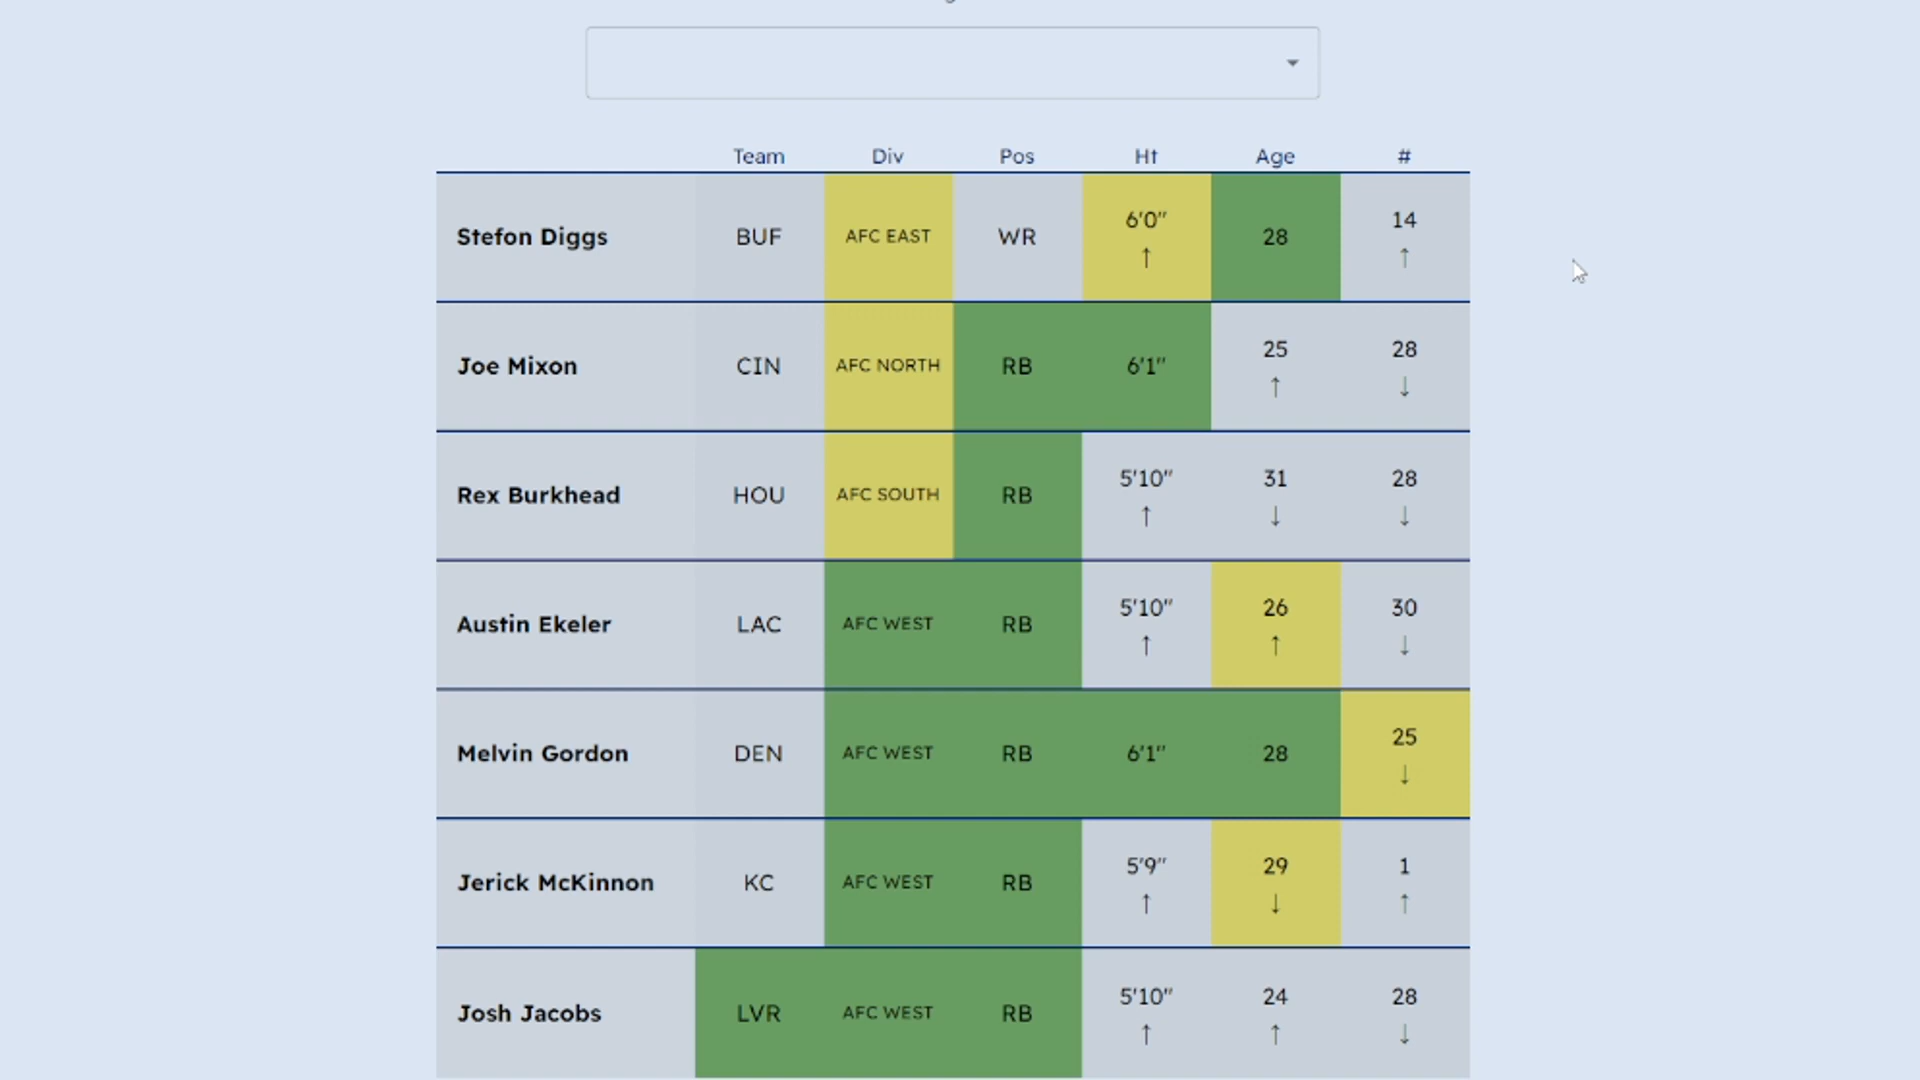 Team Div Pos Ht Age #
Stefon Diggs BUF AFC EAST WR 6'0" ↑ 28 14 ↑
Joe Mixon CIN AFC NORTH RB 6'1" 25 ↑ 28 ↓
Rex Burkhead HOU AFC SOUTH RB 5'10" ↑ 31 ↓ 28 ↓
Austin Ekeler LAC AFC WEST RB 5'10" ↑ 26 ↑ 30 ↓
Melvin Gordon DEN AFC WEST RB 6'1" 28 25 ↓
Jerick McKinnon KC AFC WEST RB 5'9" ↑ 29 ↓ 1 ↑
Josh Jacobs LVR AFC WEST RB 5'10" ↑ 24 ↑ 28 ↓